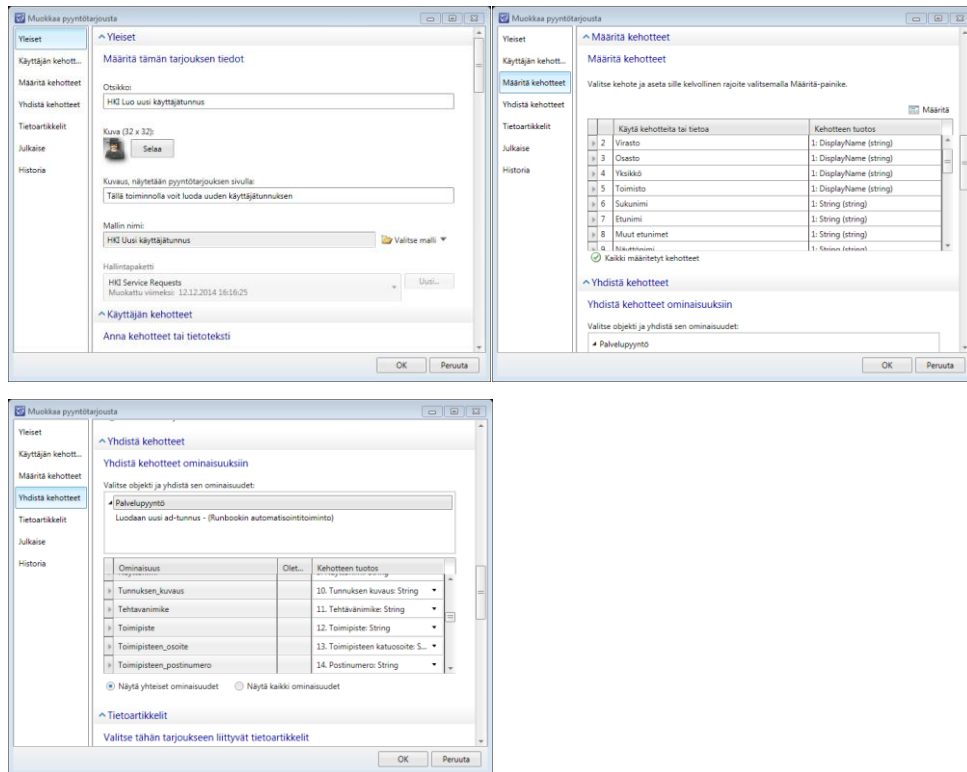 Muokkaa pyyntötarjousta
Yleiset
Käyttäjän kehott...
Määritä kehotteet
Yhdistä kehotteet
Tietoartikkelit
Julkaise
Historia
Yleiset
Määritä tämän tarjouksen tiedot
Otsikko:
HKI Luo uusi käyttäjätunnus
Kuva (32 x 32):
Selaa
Kuvaus, näytetään pyyntötarjouksen sivulla:
Tällä toiminnolla voit luoda uuden käyttäjätunnuksen
Mallin nimi:
HKI Uusi käyttäjätunnus
Valitse malli
Hallintapaketti
HKI Service Requests
Muokattu viimeksi: 12.12.2014 16:16:25
Uusi...
Käyttäjän kehotteet
Anna kehotteet tai tietoteksti
OK Peruuta
Muokkaa pyyntötarjousta
Yleiset
Käyttäjän kehott...
Määritä kehotteet
Yhdistä kehotteet
Tietoartikkelit
Julkaise
Historia
Määritä kehotteet
Määritä kehotteet
Valitse kehote ja aseta sille kelvollinen rajoite valitsemalla Määritä-painike.
Määritä
Käytä kehotteita tai tietoa Kehotteen tuotos
2 Virasto 1: DisplayName (string)
3 Osasto 1: DisplayName (string)
4 Yksikkö 1: DisplayName (string)
5 Toimisto 1: DisplayName (string)
6 Sukunimi 1: String (string)
7 Etunimi 1: String (string)
8 Muut etunimet 1: String (string)
9 Näyttönimi 1: String (string)
Kaikki määritetyt kehotteet
Yhdistä kehotteet
Yhdistä kehotteet ominaisuuksiin
Valitse objekti ja yhdistä sen ominaisuudet:
Palvelupyyntö
OK Peruuta
Muokkaa pyyntötarjousta
Yleiset
Käyttäjän kehott...
Määritä kehotteet
Yhdistä kehotteet
Tietoartikkelit
Julkaise
Historia
Yhdistä kehotteet
Yhdistä kehotteet ominaisuuksiin
Valitse objekti ja yhdistä sen ominaisuudet:
Palvelupyyntö
Luodaan uusi ad-tunnus - (Runbookin automatisointitoiminto)
Ominaisuus Olet... Kehotteen tuotos
Tunnuksen_kuvaus 10. Tunnuksen kuvaus: String
Tehtavanimike 11. Tehtävänimike: String
Toimipiste 12. Toimipiste: String
Toimipisteen_osoite 13. Toimipisteen katuosoite: S...
Toimipisteen_postinumero 14. Postinumero: String
Näytä yhteiset ominaisuudet Näytä kaikki ominaisuudet
Tietoartikkelit
Valitse tähän tarjoukseen liittyvät tietoartikkelit
OK Peruuta